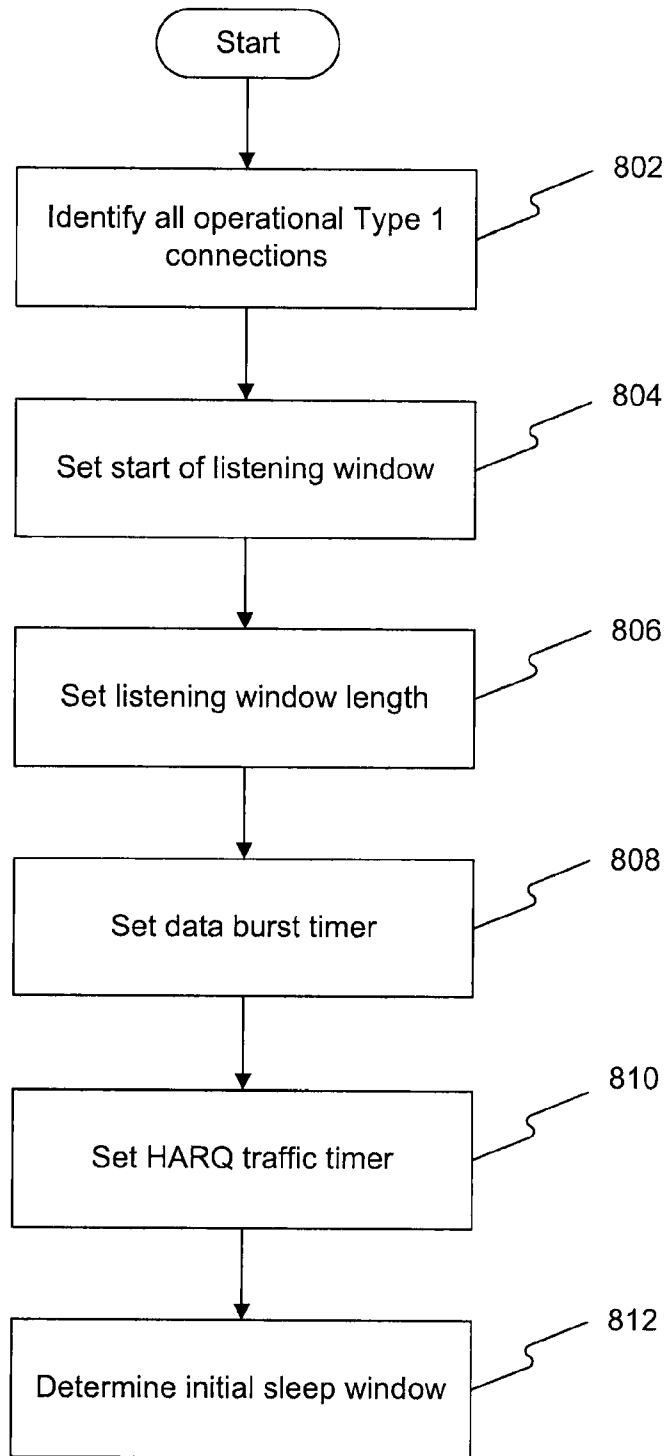 Start
802
Identify all operational Type 1
connections
804
Set start of listening window
806
Set listening window length
808
Set data burst timer
810
Set HARQ traffic timer
812
Determine initial sleep window